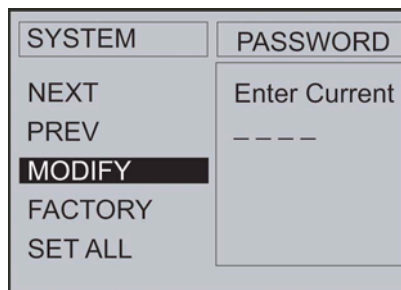 SYSTEM
PASSWORD
NEXT
PREV
MODIFY
FACTORY
SET ALL
Enter Current
_ _ _ _